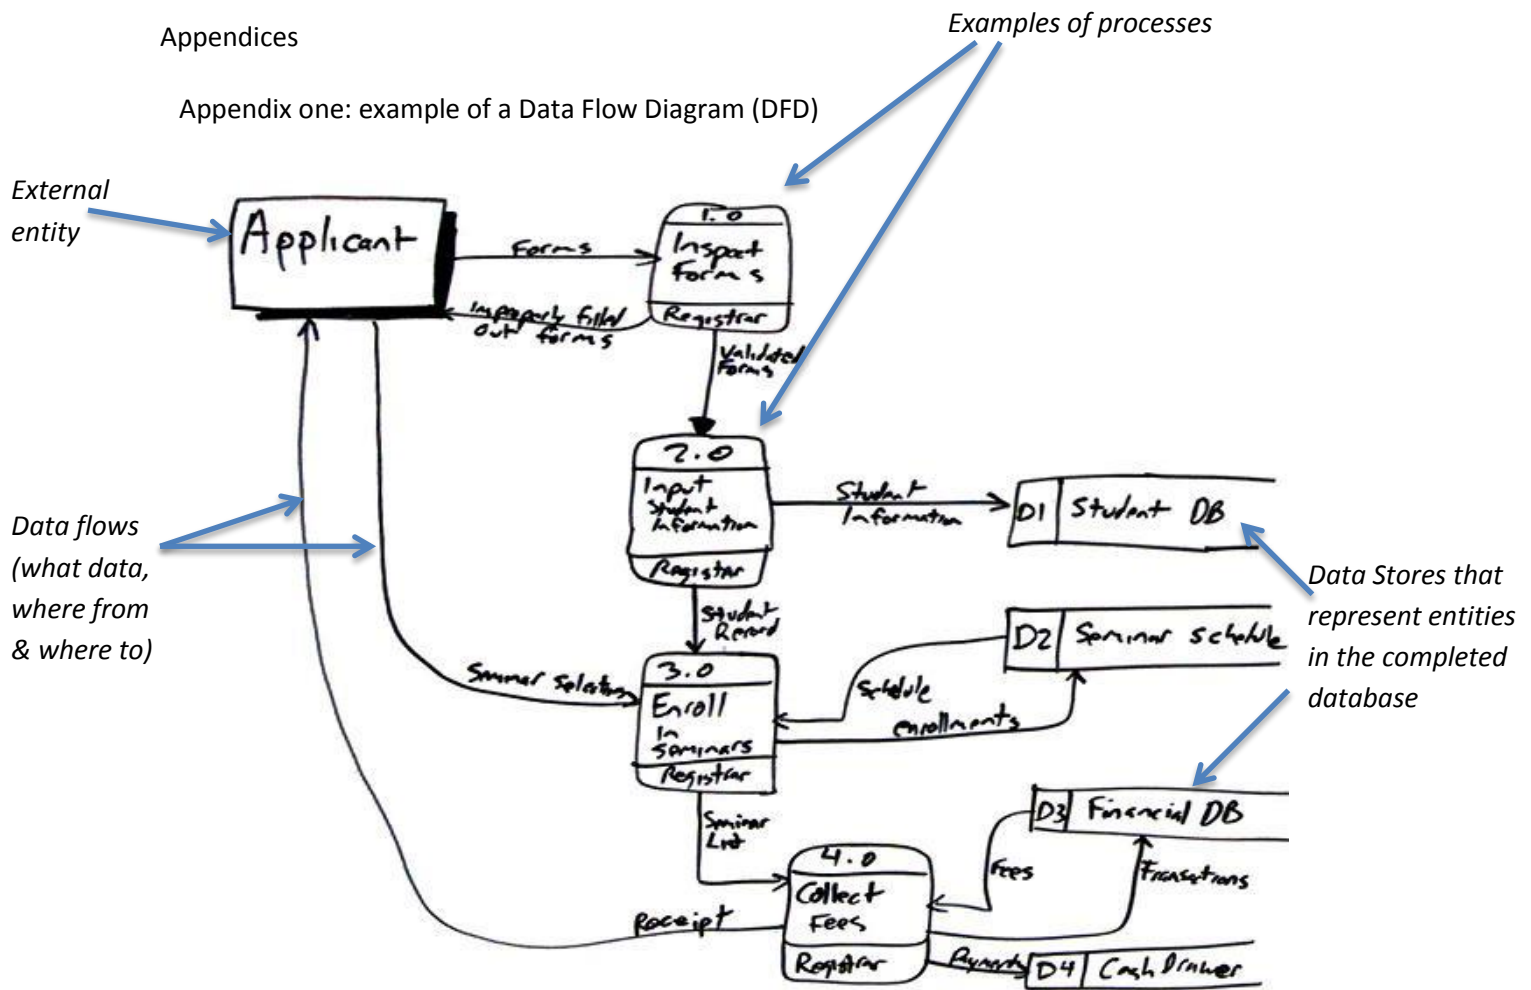 Examples of processes
Appendices
Appendix one: example of a Data Flow Diagram (DFD)
External
entity
Applicant
Forms
1.0
Inspect
Forms
Registrar
Improperly filled
out forms
Validated
Forms
2.0
Input
Student
Information
Registrar
Student
Information
D1 Student DB
Data flows
(what data,
where from
& where to)
Data Stores that
represent entities
in the completed
database
Student
Record
D2 Seminar schedule
3.0
Enroll
in
Seminars
Registrar
Seminar
Schedule
enrollments
Seminar
List
D3 Financial DB
4.0
Collect
Fees
Registrar
Fees
Transactions
Receipt
Payments
D4 Cash Drawer